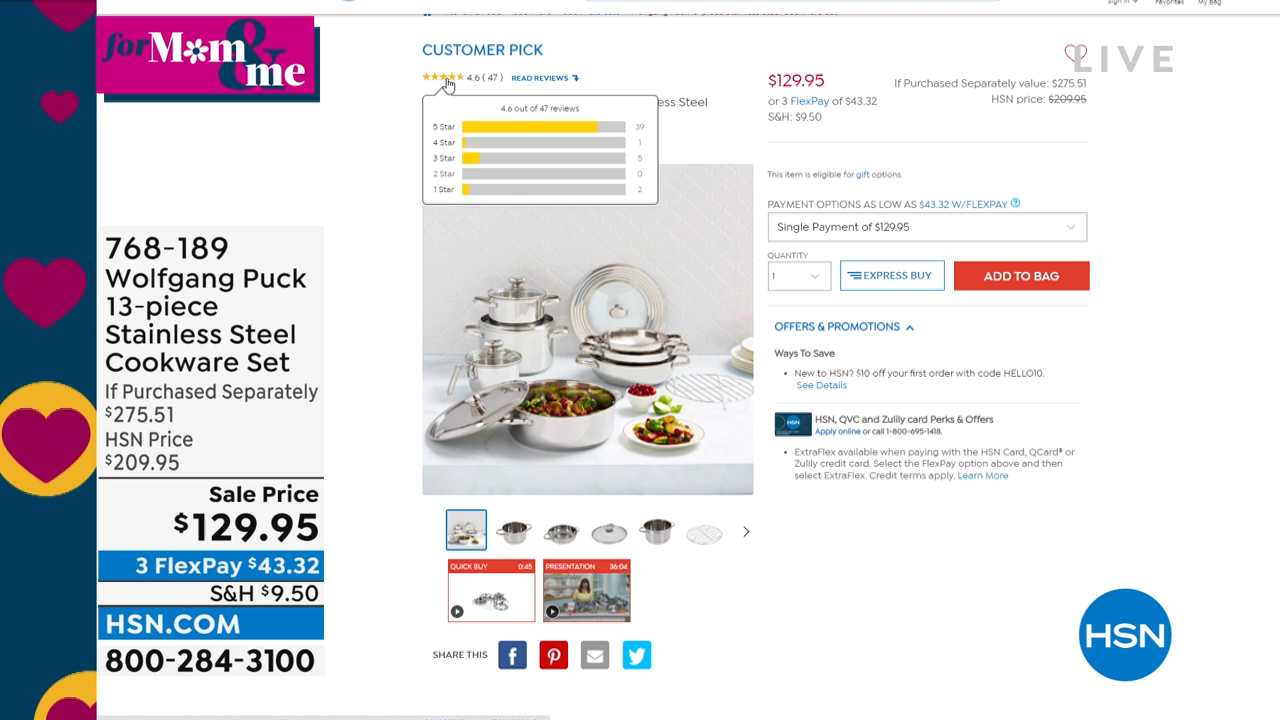 Sign in
Favorites
My Bag
for Mom
& me
LIVE
CUSTOMER PICK
4.6 (47) READ REVIEWS
4.6 out of 47 reviews
5 Star 39
4 Star 1
3 Star 5
2 Star 0
1 Star 2
ess Steel
$129.95
or 3 FlexPay of $43.32
S&H: $9.50
If Purchased Separately value: $275.51
HSN price: $209.95
This item is eligible for gift options.
PAYMENT OPTIONS AS LOW AS $43.32 W/FLEXPAY ?
Single Payment of $129.95
QUANTITY
1
EXPRESS BUY
ADD TO BAG
OFFERS & PROMOTIONS
Ways To Save
• New to HSN? $10 off your first order with code HELLO10.
See Details
HSN
HSN, QVC and Zulily card Perks & Offers
Apply online or call 1-800-695-1418.
• ExtraFlex available when paying with the HSN Card, QCard® or
Zulily credit card. Select the FlexPay option above and then
select ExtraFlex. Credit terms apply. Learn More
768-189
Wolfgang Puck
13-piece
Stainless Steel
Cookware Set
If Purchased Separately
$275.51
HSN Price
$209.95
Sale Price
$129.95
3 FlexPay $43.32
S&H $9.50
HSN.COM
800-284-3100
QUICK BUY 0:45
PRESENTATION 36:04
SHARE THIS
HSN